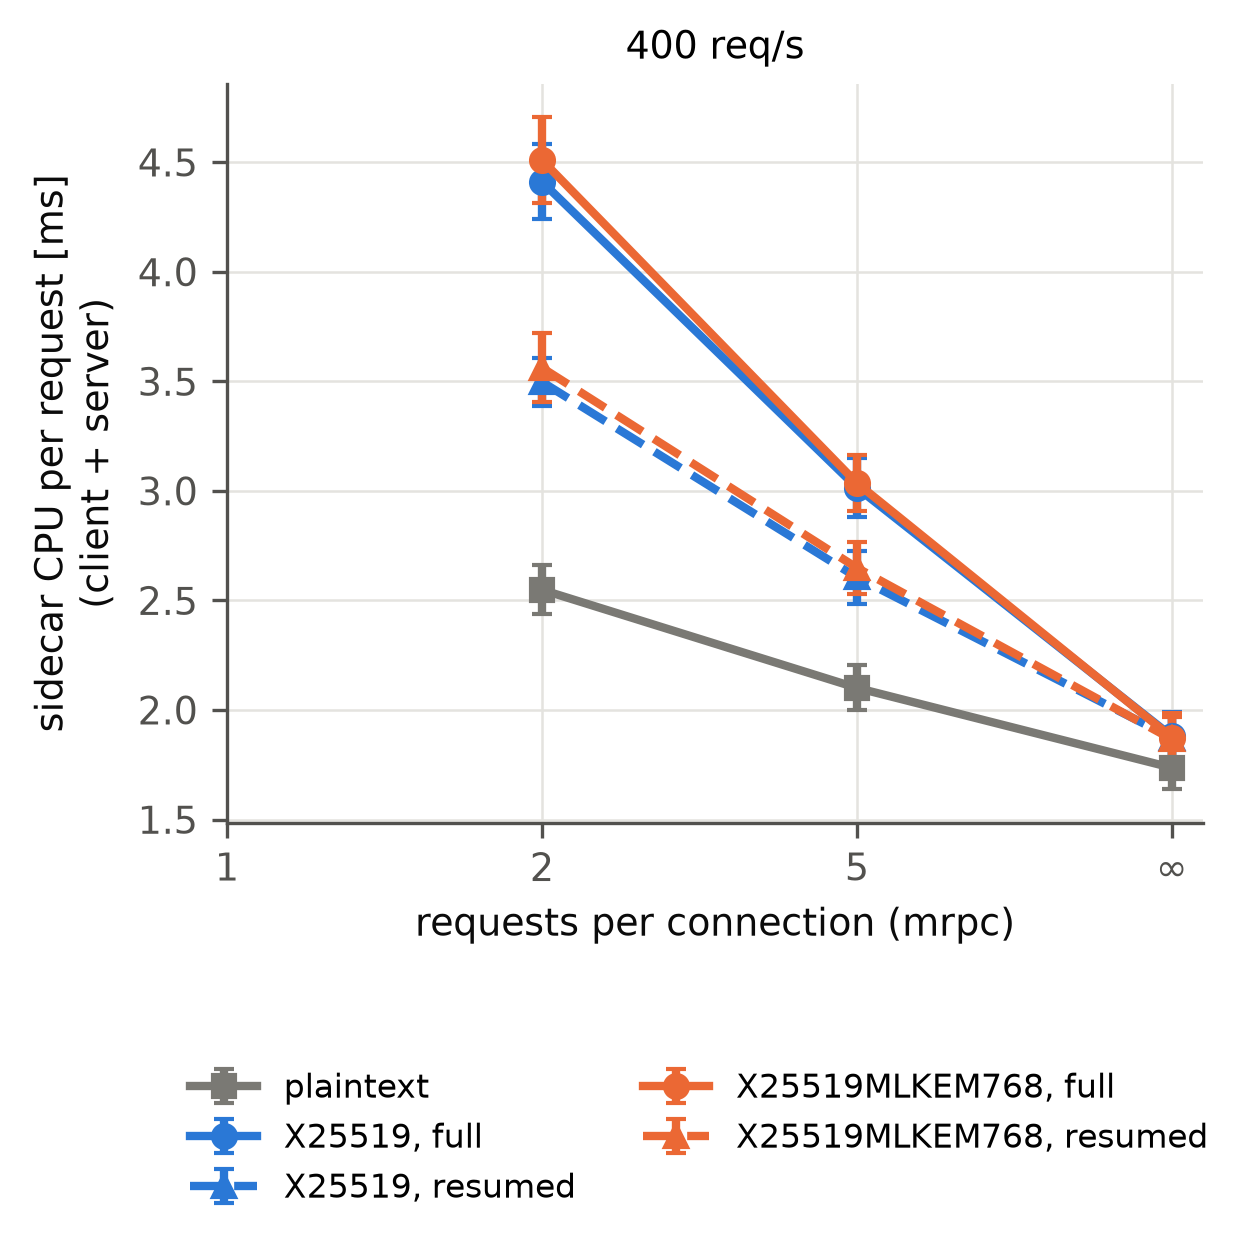 400 req/s
sidecar CPU per request [ms]
(client + server)
4.5
4.0
3.5
3.0
2.5
2.0
1.5
1
2
5
∞
requests per connection (mrpc)
plaintext
X25519, full
X25519, resumed
X25519MLKEM768, full
X25519MLKEM768, resumed